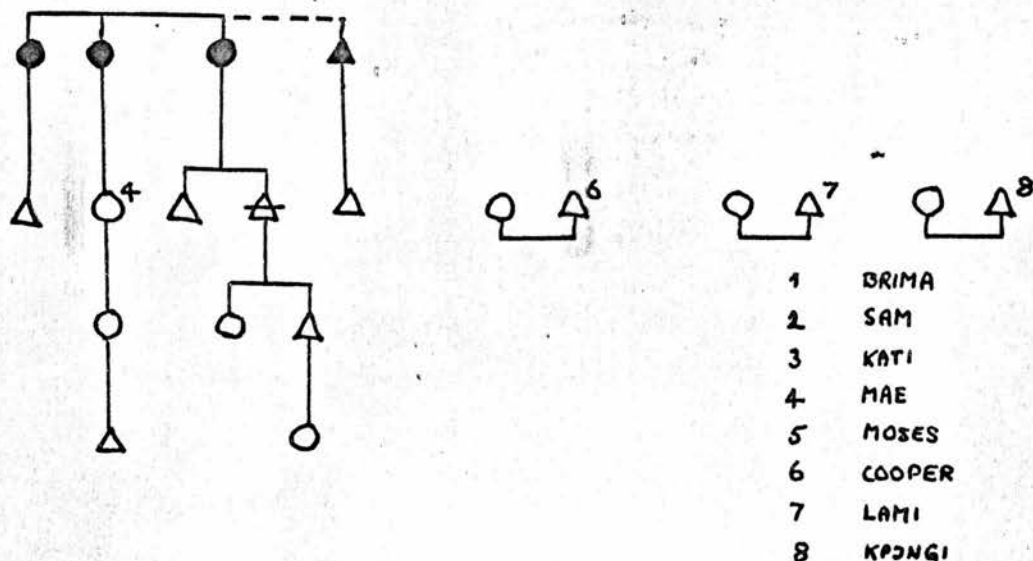 4
6
7
8
1 BRIMA
2 SAM
3 KATI
4 MAE
5 MOSES
6 COOPER
7 LAMI
8 KPƆNGI